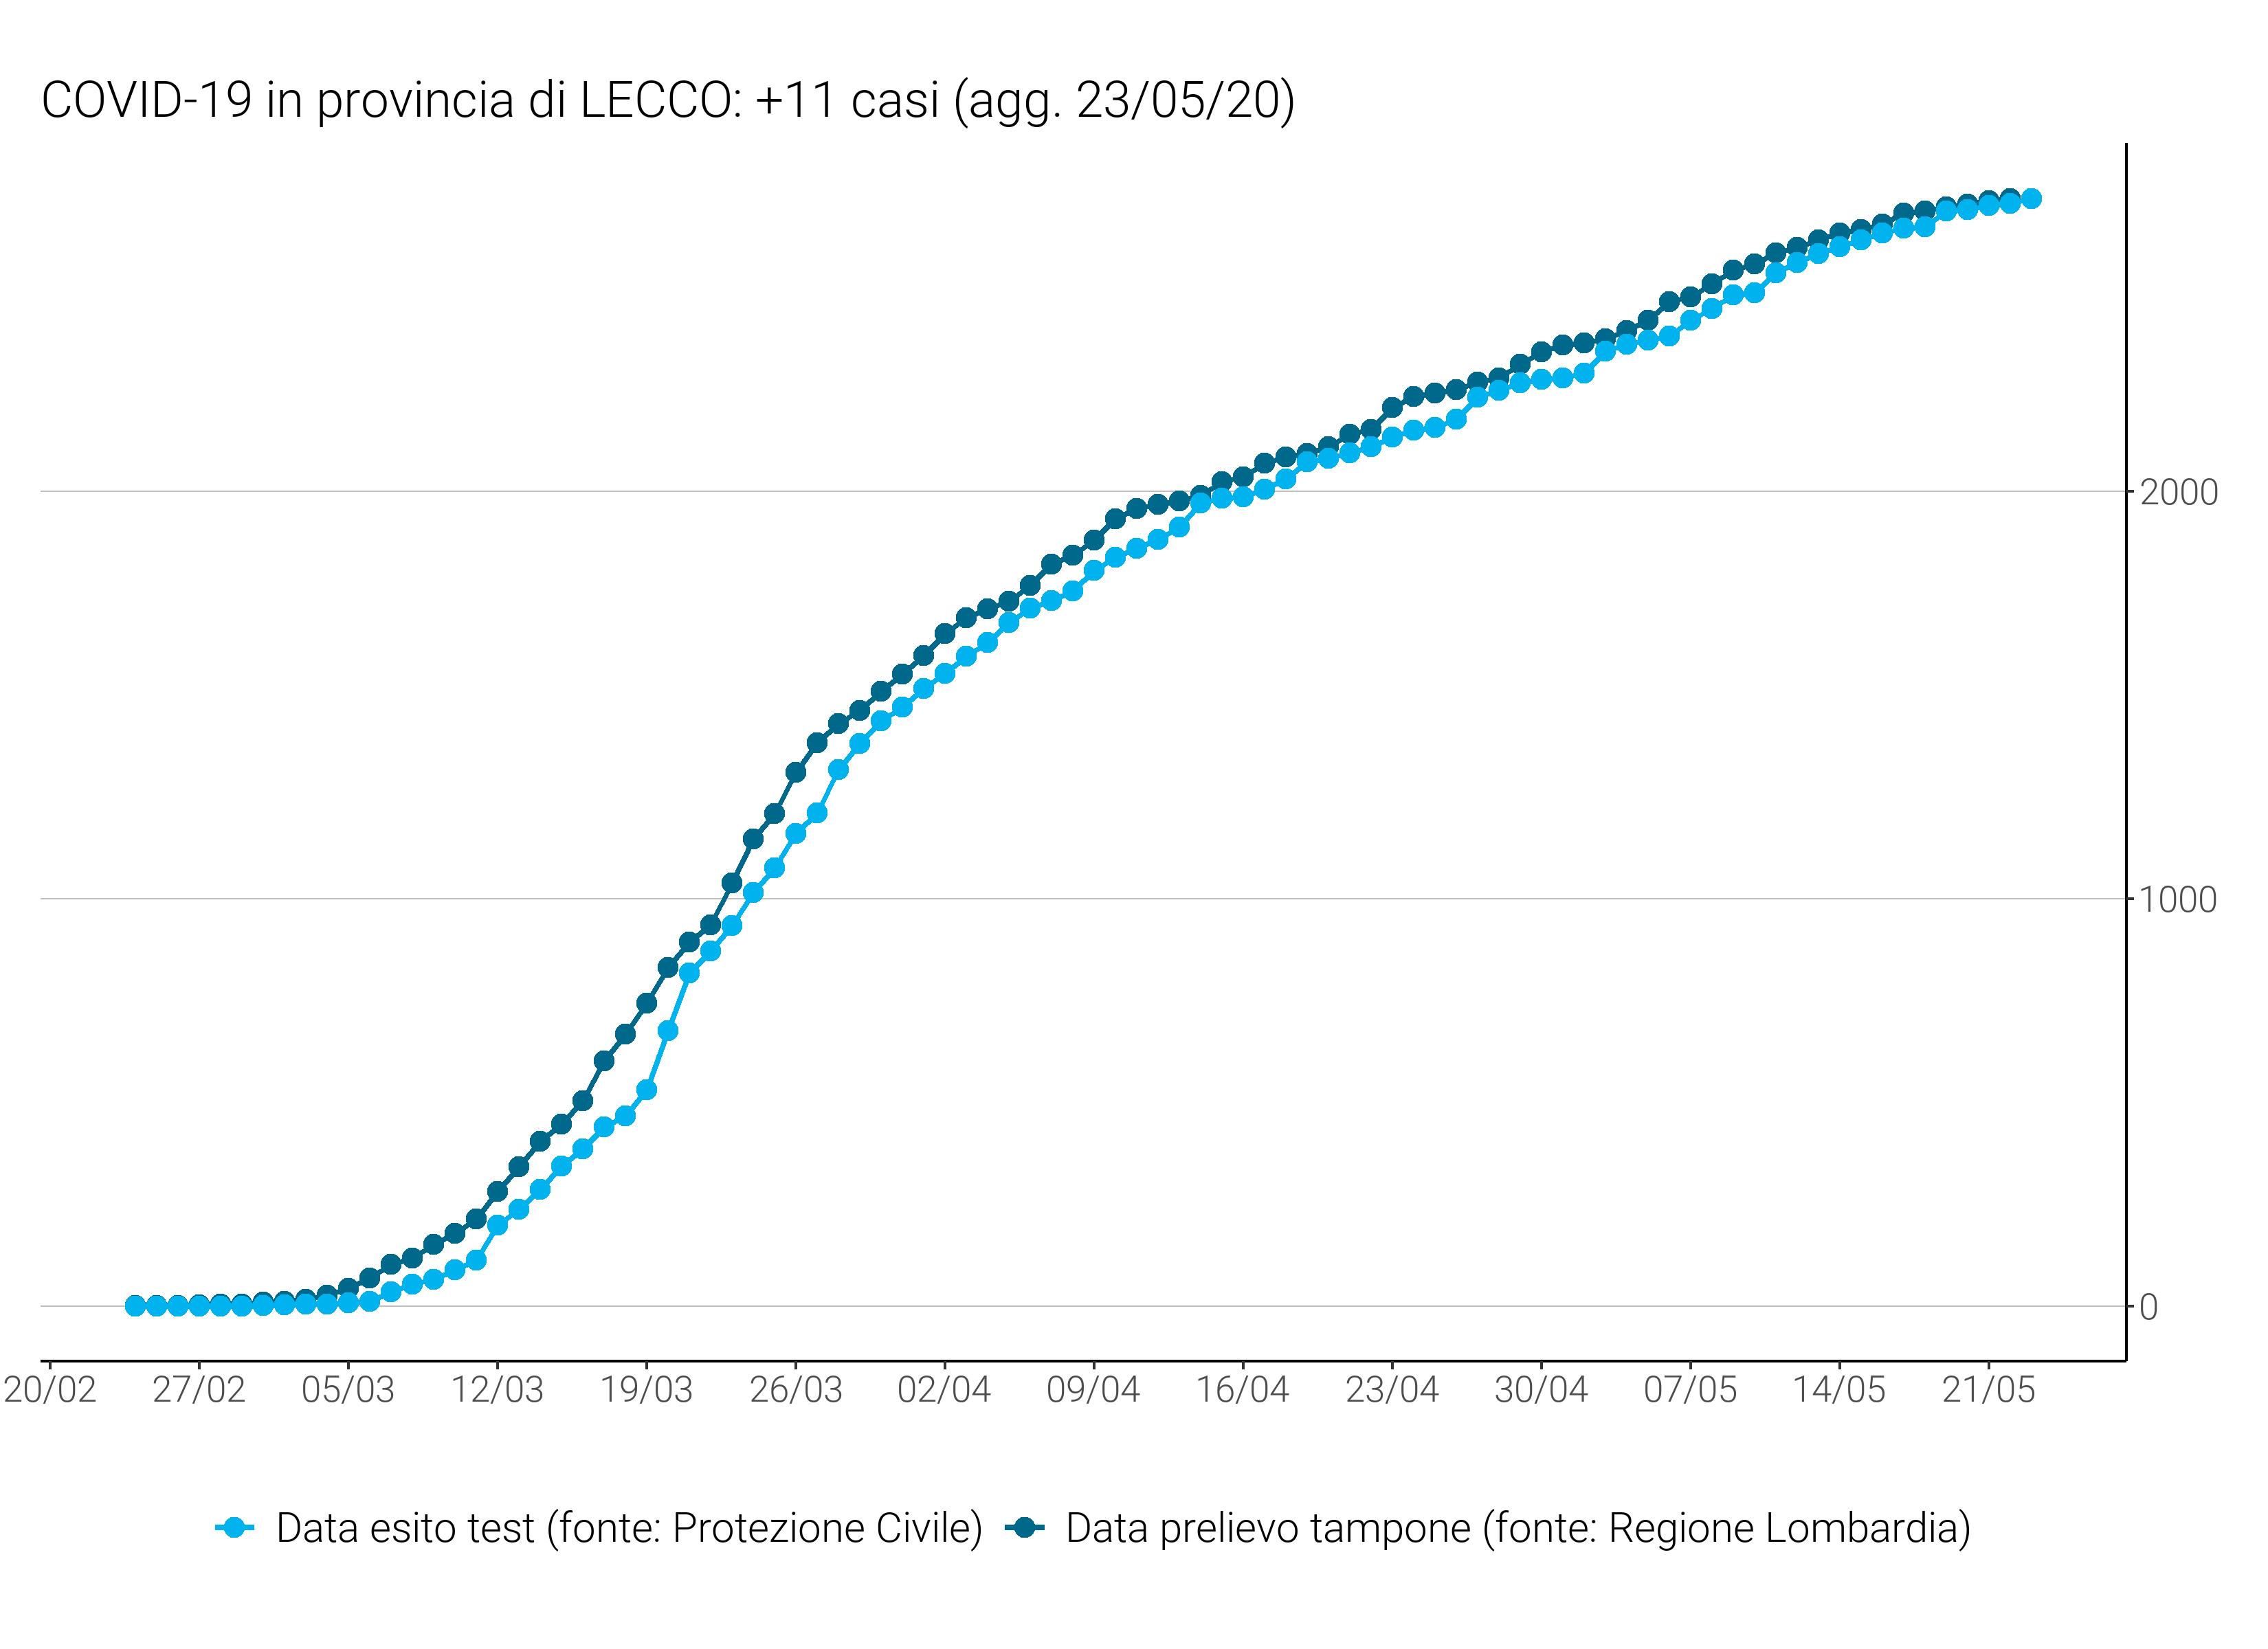 COVID-19 in provincia di LECCO: +11 casi (agg. 23/05/20)
2000
1000
0
20/02 27/02 05/03 12/03 19/03 26/03 02/04 09/04 16/04 23/04 30/04 07/05 14/05 21/05
Data esito test (fonte: Protezione Civile) Data prelievo tampone (fonte: Regione Lombardia)